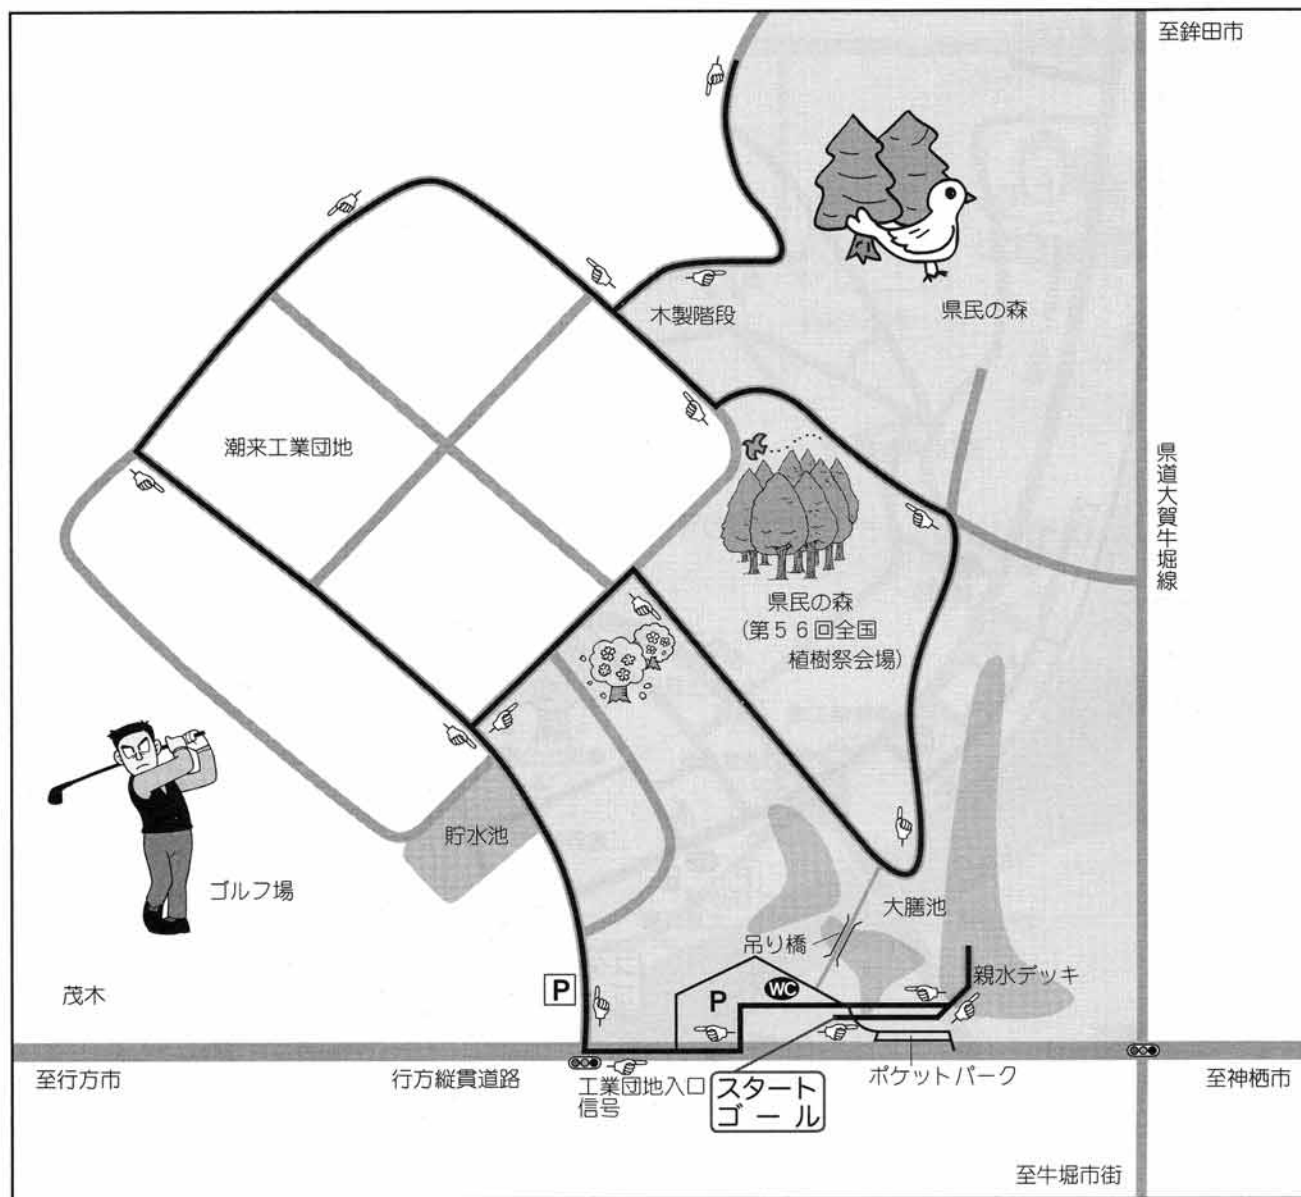 至鉾田市
県民の森
木製階段
潮来工業団地
県道大賀牛堀線
県民の森
(第56回全国
植樹祭会場)
貯水池
ゴルフ場
大膳池
吊り橋
親水デッキ
茂木
P
P
WC
至行方市
行方縦貫道路
工業団地入口
信号
スタート
ゴール
ポケットパーク
至神栖市
至牛堀市街